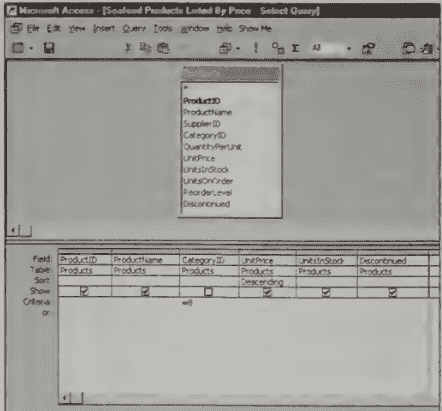 Microsoft Access - [Seafood Products Listed By Price : Select Query]
File Edit View Insert Query Tools Window Help Show Me
All
*
ProductID
ProductName
SupplierID
CategoryID
QuantityPerUnit
UnitPrice
UnitsInStock
UnitsOnOrder
ReorderLevel
Discontinued
Field: ProductID ProductName CategoryID UnitPrice UnitsInStock Discontinued
Table: Products Products Products Products Products Products
Sort: Descending
Show:
Criteria: =8
or: